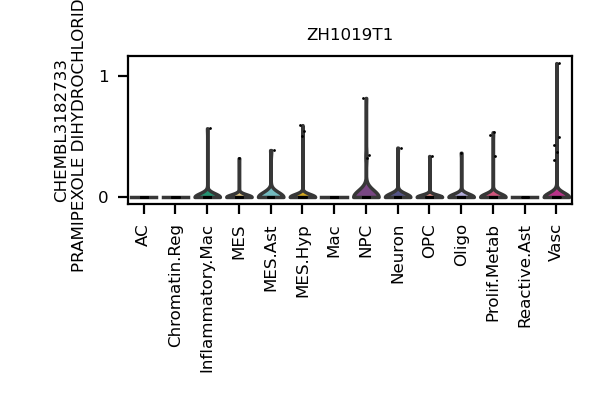 ZH1019T1
CHEMBL3182733
PRAMIPEXOLE DIHYDROCHLORID
1
0
AC
Chromatin.Reg
Inflammatory.Mac
MES
MES.Ast
MES.Hyp
Mac
NPC
Neuron
OPC
Oligo
Prolif.Metab
Reactive.Ast
Vasc